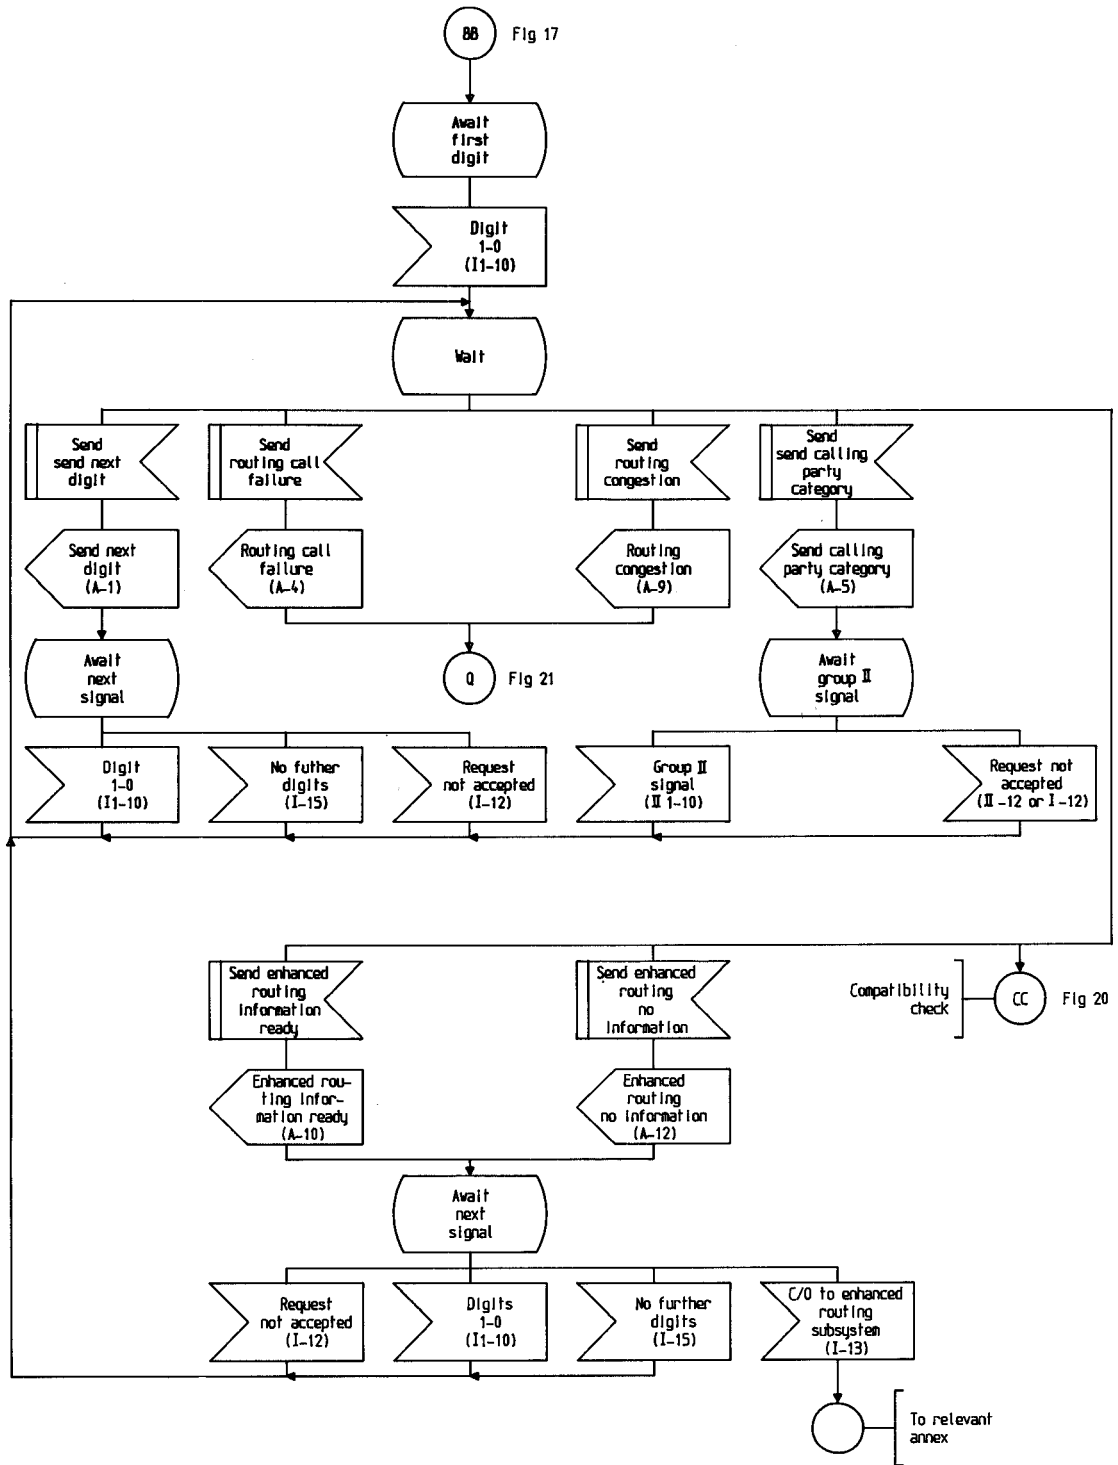 BB Fig 17
Await
first
digit
Digit
1-0
(I1-10)
Wait
Send
send next
digit
Send
routing call
failure
Send
routing
congestion
Send
send calling
party
category
Send next
digit
(A-1)
Routing call
failure
(A-4)
Routing
congestion
(A-9)
Send calling
party category
(A-5)
Await
next
signal
Q Fig 21
Await
group II
signal
Digit
1-0
(I1-10)
No futher
digits
(I-15)
Request
not accepted
(I-12)
Group II
signal
(II 1-10)
Request not
accepted
(II-12 or I-12)
Send enhanced
routing
information
ready
Send enhanced
routing
no
information
Compatibility
check
CC Fig 20
Enhanced rou-
ting infor-
mation ready
(A-10)
Enhanced
routing
no information
(A-12)
Await
next
signal
Request
not accepted
(I-12)
Digits
1-0
(I1-10)
No further
digits
(I-15)
C/O to enhanced
routing
subsystem
(I-13)
To relevant
annex